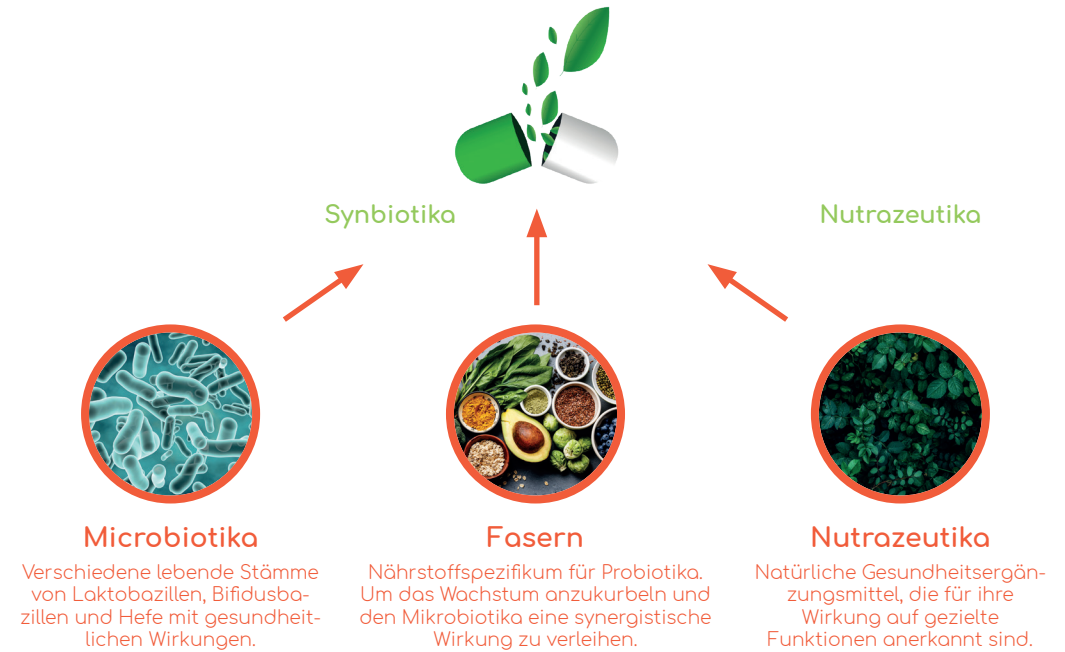 Synbiotika
Nutrazeutika
Microbiotika
Verschiedene lebende Stämme
von Laktobazillen, Bifidusba-
zillen und Hefe mit gesundheit-
lichen Wirkungen.
Fasern
Nährstoffspezifikum für Probiotika.
Um das Wachstum anzukurbeln und
den Mikrobiotika eine synergistische
Wirkung zu verleihen.
Nutrazeutika
Natürliche Gesundheitsergän-
zungsmittel, die für ihre
Wirkung auf gezielte
Funktionen anerkannt sind.